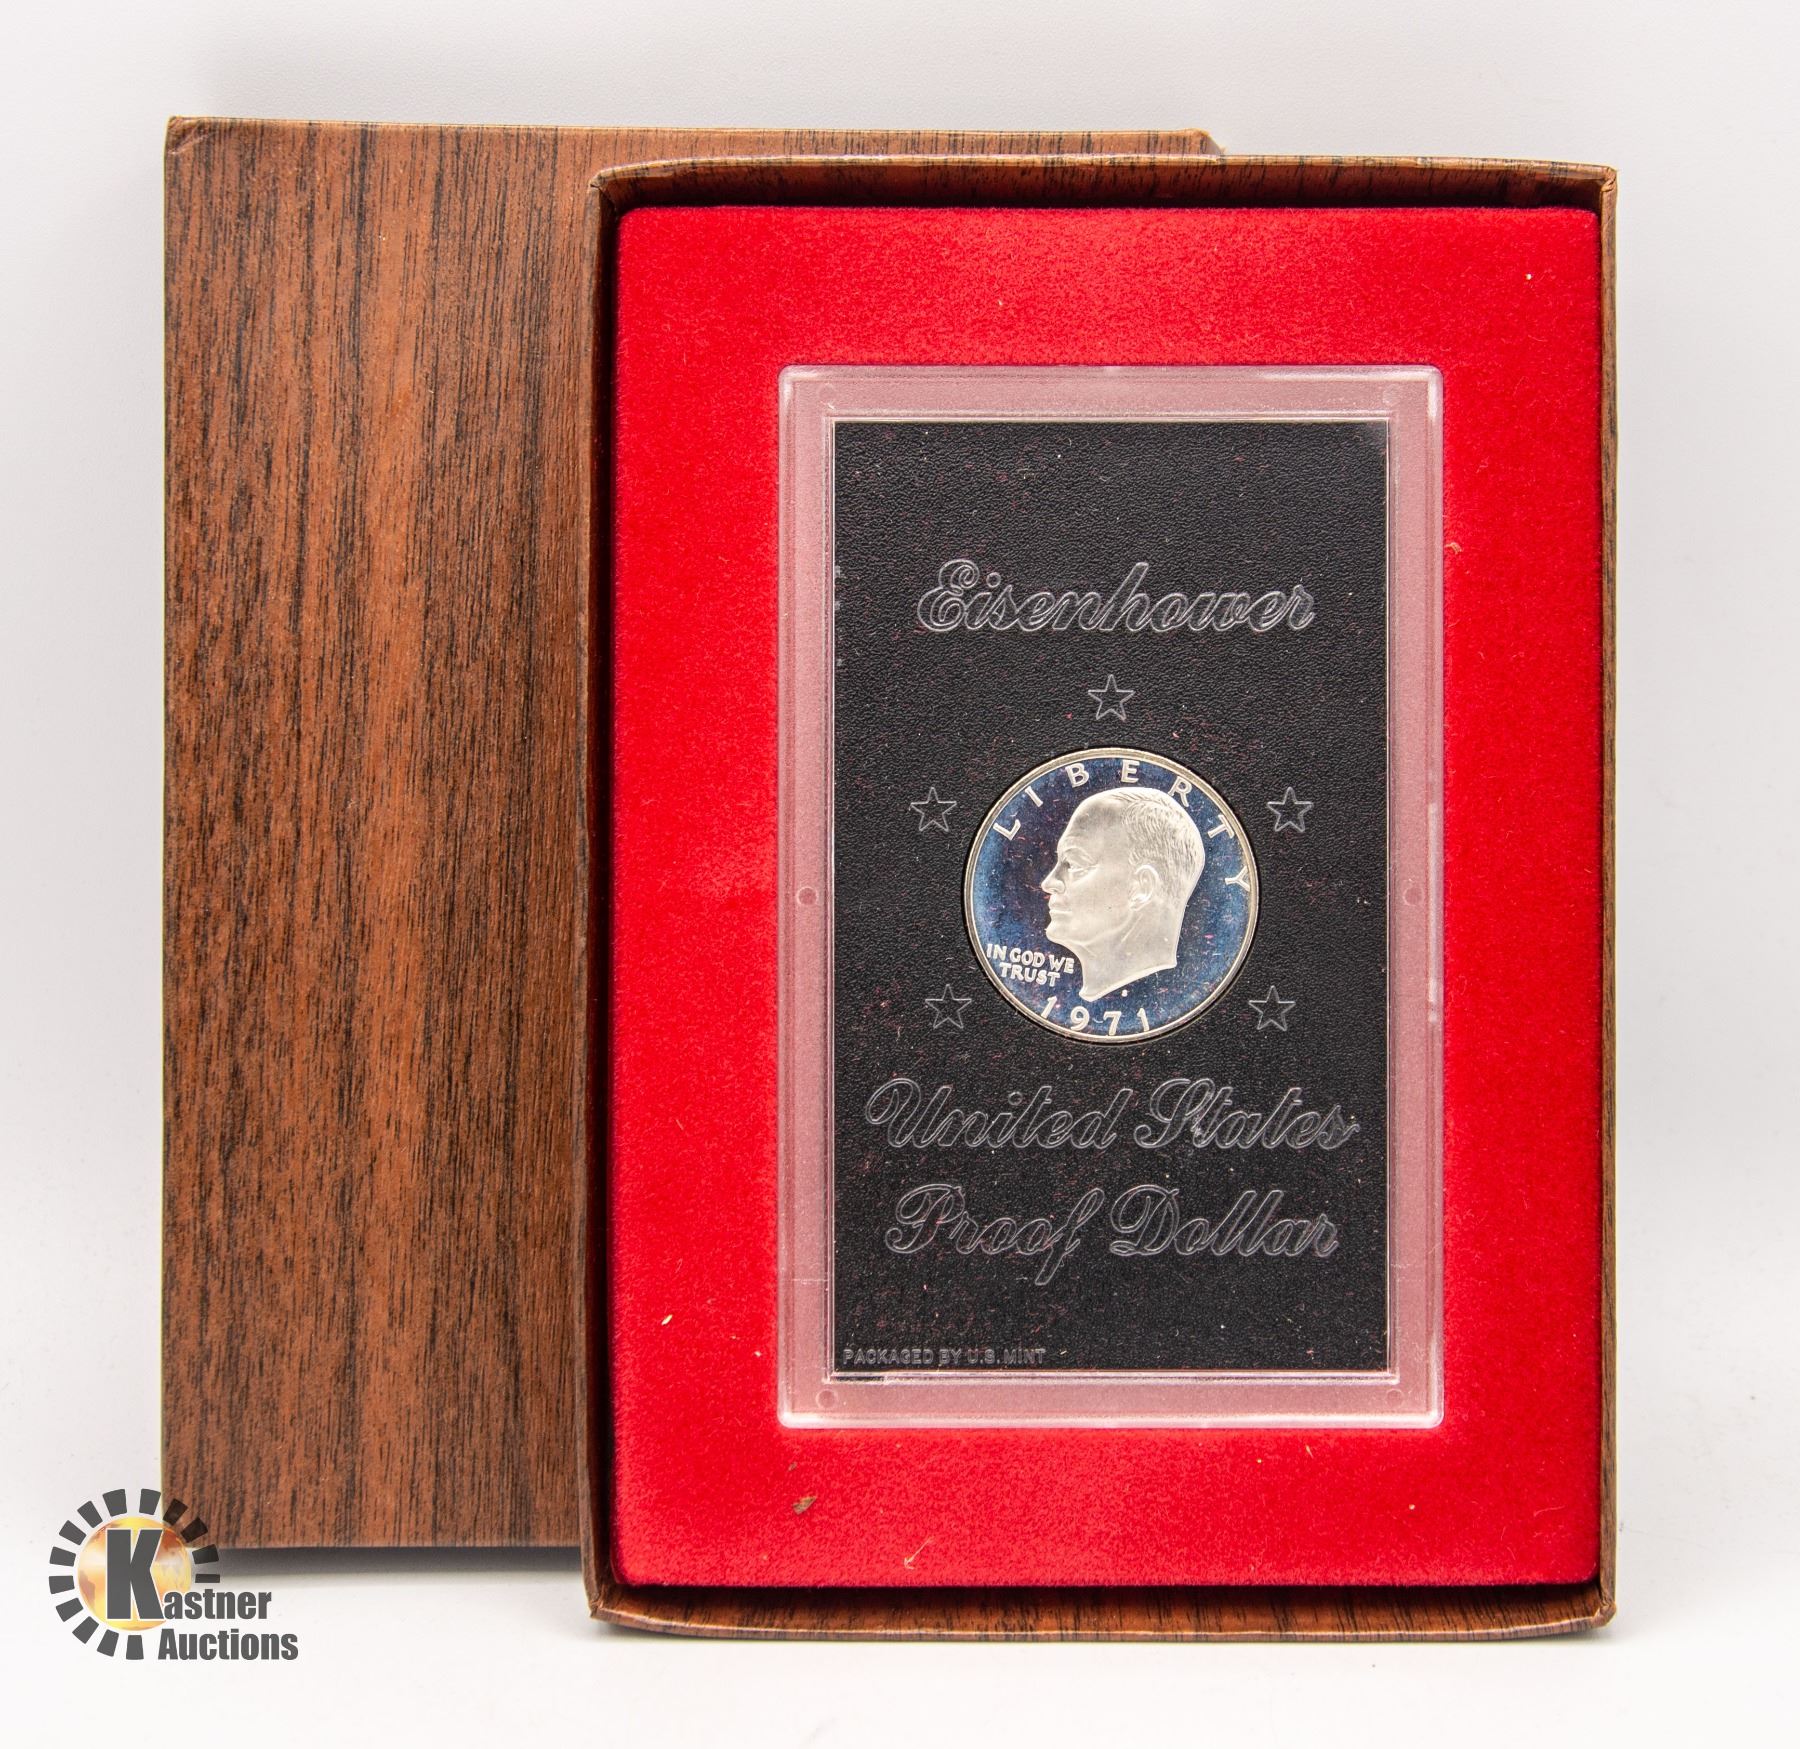 Eisenhower
LIBERTY
IN GOD WE
TRUST
1971
United States
Proof Dollar
PACKAGED BY U.S. MINT
Kastner
Auctions